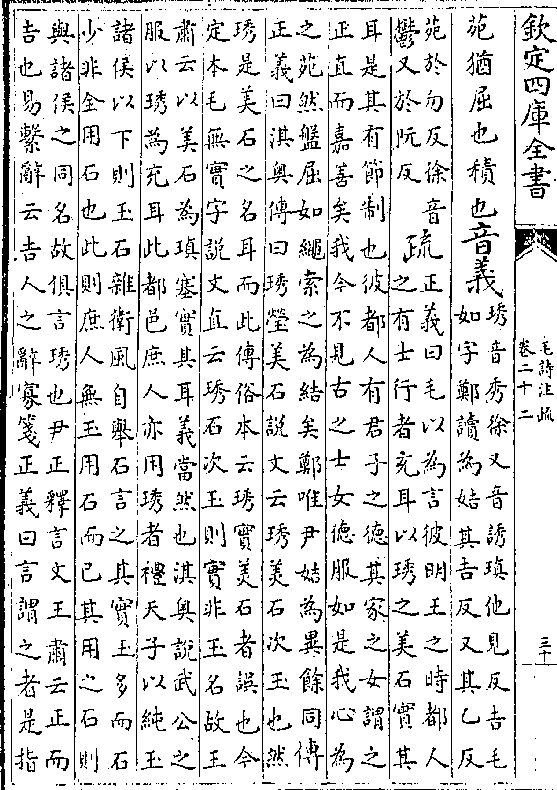 欽定四庫全書
毛詩注疏
卷二十二
三十
苑猶屈也積也音義
琇音秀徐又音誘瑱他見反吉毛
如字鄭讀為姞其吉反又其乙反
苑於勿反徐音
鬱又於阮反
疏
正義曰毛以為言彼明王之時都人
之有士行者充耳以琇之美石實其
耳是其有節制也彼都人有君子之德其家之女謂之
正直而嘉善矣我今不見古之士女德服如是我心為
之苑然盤屈如繩索之為結矣鄭唯尹姞為異餘同傳
正義曰淇奥傳曰琇瑩美石說文云琇美石次玉也然
琇是美石之名耳而此傳俗本云琇實美石者誤也今
定本毛無實字說文直云琇石次玉則實非玉名故王
肅云以美石為瑱塞實其耳義當然也淇奥說武公之
服以琇為充耳此都邑庶人亦用琇者禮天子以純玉
諸侯以下則玉石雜衛風自舉石言之其實玉多而石
少非全用石也此則庶人無玉用石而已其用之石則
與諸侯之同名故俱言琇也尹正釋言文王肅云正而
吉也易繫辭云吉人之辭寡箋正義曰言謂之者是指